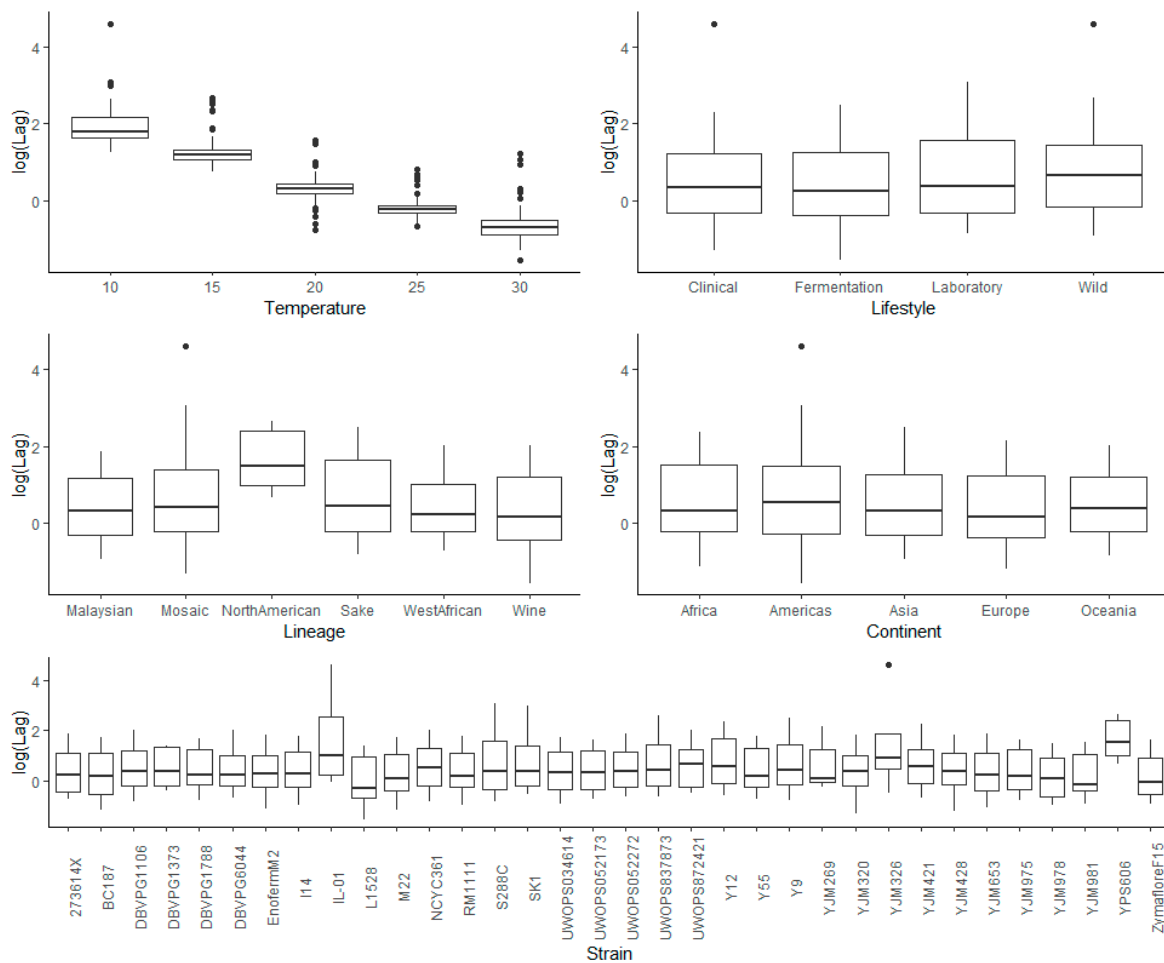 4
2
0
log(Lag)
10 15 20 25 30
Temperature
4
2
0
log(Lag)
Clinical Fermentation Laboratory Wild
Lifestyle
4
2
0
log(Lag)
Malaysian Mosaic NorthAmerican Sake WestAfrican Wine
Lineage
4
2
0
log(Lag)
Africa Americas Asia Europe Oceania
Continent
4
2
0
log(Lag)
273614X
BC187
DBVPG1106
DBVPG1373
DBVPG1788
DBVPG6044
EnofermM2
I14
IL-01
L1528
M22
NCYC361
RM1111
S288C
SK1
UWOPS034614
UWOPS052173
UWOPS052272
UWOPS837873
UWOPS872421
Y12
Y55
Y9
YJM269
YJM320
YJM326
YJM421
YJM428
YJM653
YJM975
YJM978
YJM981
YPS606
ZymafloreF15
Strain